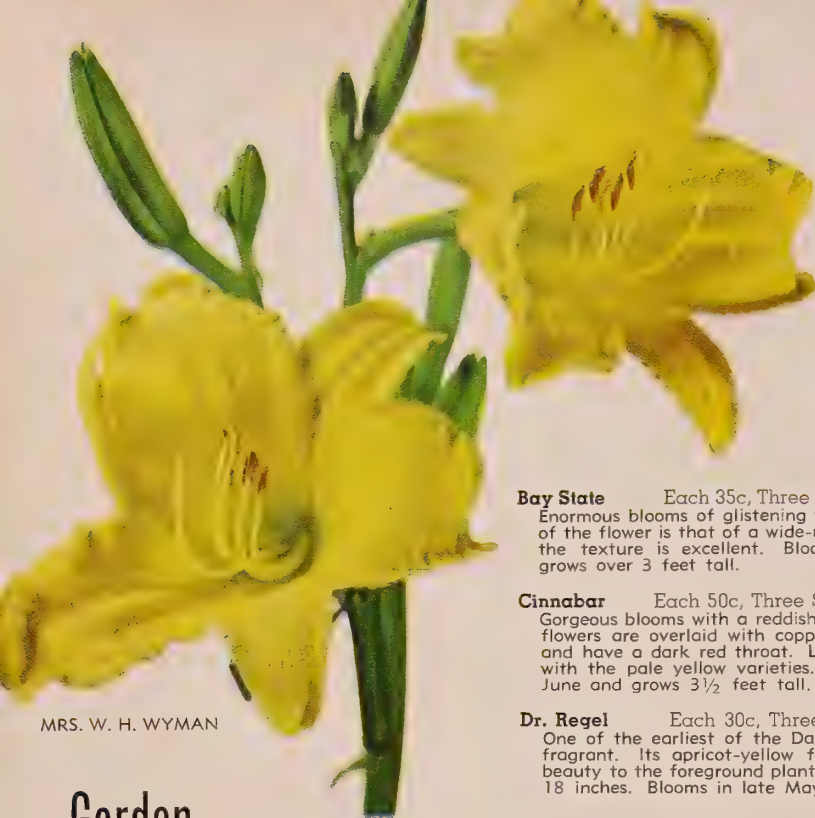 Bay State Each 35c, Three
Enormous blooms of glistening
of the flower is that of a wide-
the texture is excellent.
grows over 3 feet tall.
Cinnabar Each 50c, Three
Gorgeous blooms with a reddish
flowers are overlaid with
and have a dark red throat.
with the pale yellow varieties.
June and grows 3½ feet tall.
Dr. Regel Each 30c, Three
One of the earliest of the
fragrant. Its apricot-yellow
beauty to the foreground
18 inches. Blooms in late May
MRS. W. H. WYMAN
Garden